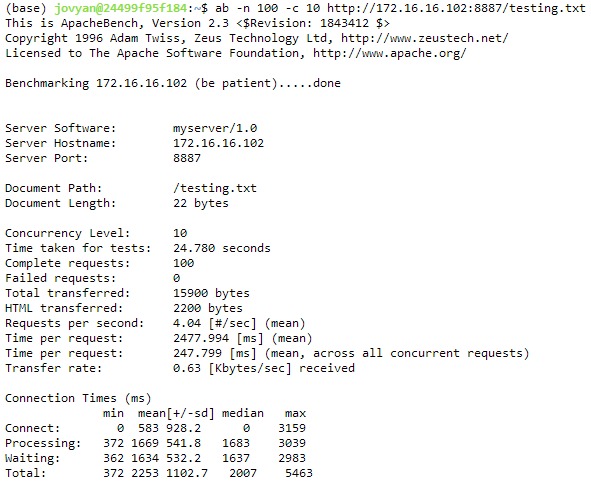 (base) jovyan@24499f95f184:~$ ab -n 100 -c 10 http://172.16.16.102:8887/testing.txt
This is ApacheBench, Version 2.3 <$Revision: 1843412 $>
Copyright 1996 Adam Twiss, Zeus Technology Ltd, http://www.zeustech.net/
Licensed to The Apache Software Foundation, http://www.apache.org/

Benchmarking 172.16.16.102 (be patient).....done


Server Software:        myserver/1.0
Server Hostname:        172.16.16.102
Server Port:            8887

Document Path:          /testing.txt
Document Length:        22 bytes

Concurrency Level:      10
Time taken for tests:   24.780 seconds
Complete requests:      100
Failed requests:        0
Total transferred:      15900 bytes
HTML transferred:       2200 bytes
Requests per second:    4.04 [#/sec] (mean)
Time per request:       2477.994 [ms] (mean)
Time per request:       247.799 [ms] (mean, across all concurrent requests)
Transfer rate:          0.63 [Kbytes/sec] received

Connection Times (ms)
              min  mean[+/-sd] median   max
Connect:        0  583 928.2      0    3159
Processing:   372 1669 541.8   1683    3039
Waiting:      362 1634 532.2   1637    2983
Total:        372 2253 1102.7   2007    5463